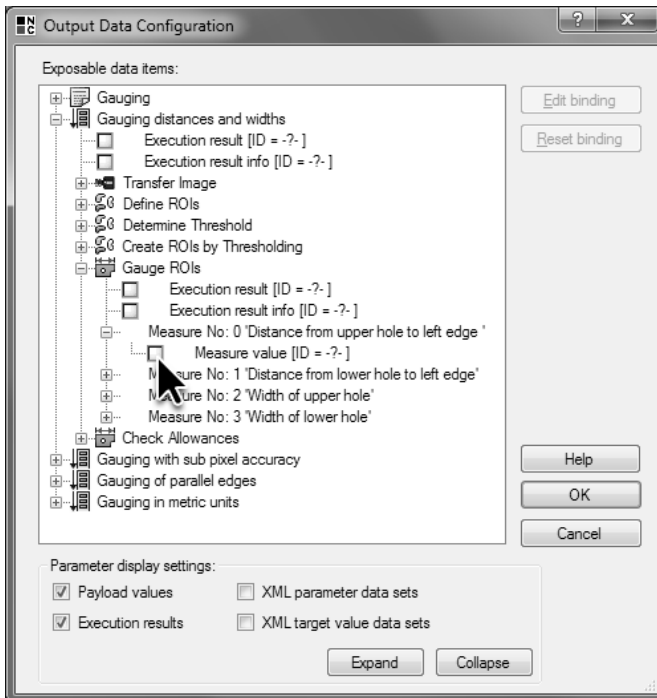 N
C Output Data Configuration ? X
Exposable data items:
Gauging
Gauging distances and widths
Execution result [ID = -?- ]
Execution result info [ID = -?- ]
Transfer Image
Define ROIs
Determine Threshold
Create ROIs by Thresholding
Gauge ROIs
Execution result [ID = -?- ]
Execution result info [ID = -?- ]
Measure No: 0 'Distance from upper hole to left edge '
Measure value [ID = -?- ]
Measure No: 1 'Distance from lower hole to left edge'
Measure No: 2 'Width of upper hole'
Measure No: 3 'Width of lower hole'
Check Allowances
Gauging with sub pixel accuracy
Gauging of parallel edges
Gauging in metric units
Edit binding
Reset binding
Help
OK
Cancel
Parameter display settings:
Payload values XML parameter data sets
Execution results XML target value data sets
Expand Collapse